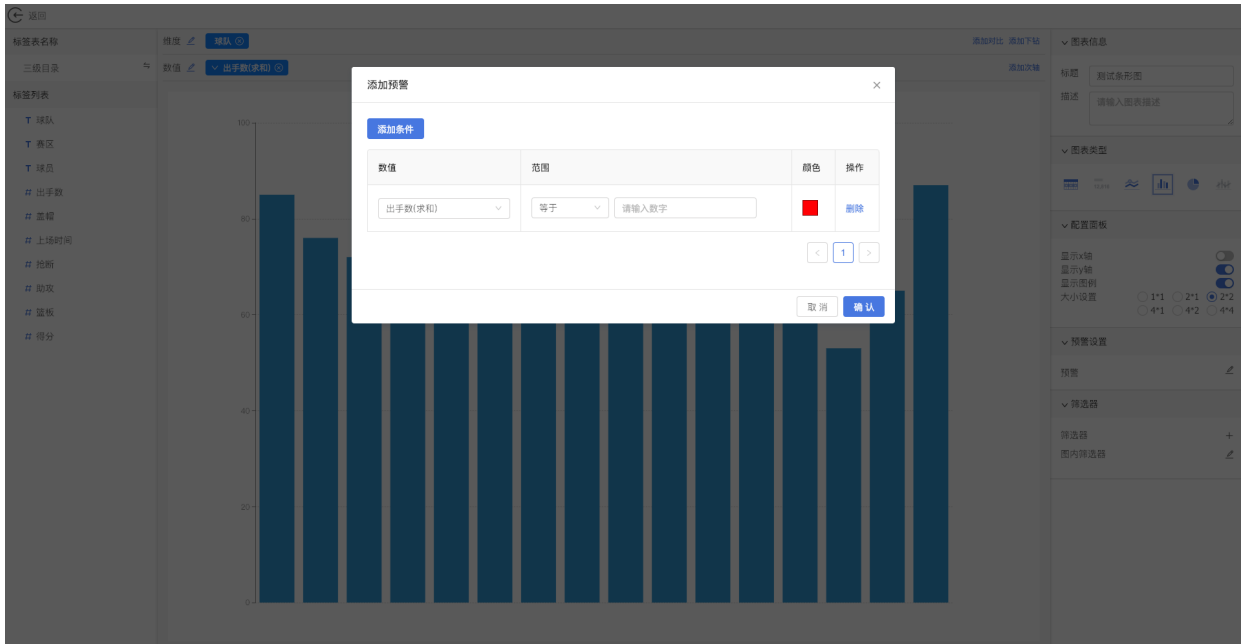 返回
标签表名称
三级目录
标签列表
T 球队
T 赛区
T 球员
# 出手数
# 盖帽
# 上场时间
# 抢断
# 助攻
# 篮板
# 得分
维度 球队
添加对比 添加下钻
数值 出手数(求和)
添加次轴
100
80
60
40
20
0
添加预警
添加条件
数值 范围 颜色 操作
出手数(求和) 等于 请输入数字 删除
1
取消 确认
图表信息
标题 测试条形图
描述 请输入图表描述
图表类型
配置面板
显示x轴
显示y轴
显示图例
大小设置 1*1 2*1 2*2
4*1 4*2 4*4
预警设置
预警
筛选器
筛选器
图内筛选器